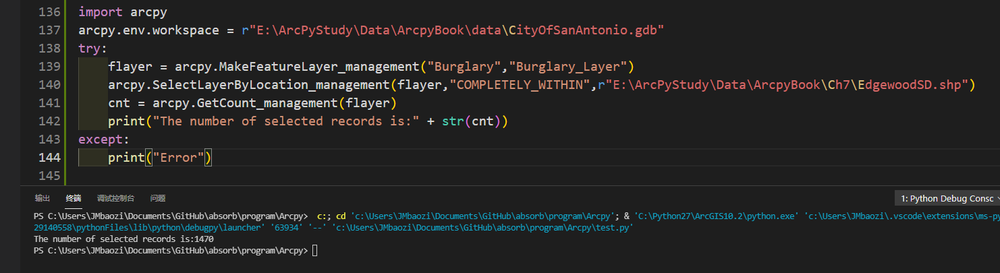 136 import arcpy
137 arcpy.env.workspace = r"E:\ArcPyStudy\Data\ArcpyBook\data\CityOfSanAntonio.gdb"
138 try:
139     flayer = arcpy.MakeFeatureLayer_management("Burglary","Burglary_Layer")
140     arcpy.SelectLayerByLocation_management(flayer,"COMPLETELY_WITHIN",r"E:\ArcPyStudy\Data\ArcpyBook\Ch7\EdgewoodSD.shp")
141     cnt = arcpy.GetCount_management(flayer)
142     print("The number of selected records is:" + str(cnt))
143 except:
144     print("Error")
145
输出 终端 调试控制台 问题 1: Python Debug Consc
PS C:\Users\JMbaozi\Documents\GitHub\absorb\program\Arcpy>  c:; cd 'c:\Users\JMbaozi\Documents\GitHub\absorb\program\Arcpy'; & 'C:\Python27\ArcGIS10.2\python.exe' 'c:\Users\JMbaozi\.vscode\extensions\ms-py
29140558\pythonFiles\lib\python\debugpy\launcher' '63934' '--' 'c:\Users\JMbaozi\Documents\GitHub\absorb\program\Arcpy\test.py'
The number of selected records is:1470
PS C:\Users\JMbaozi\Documents\GitHub\absorb\program\Arcpy>